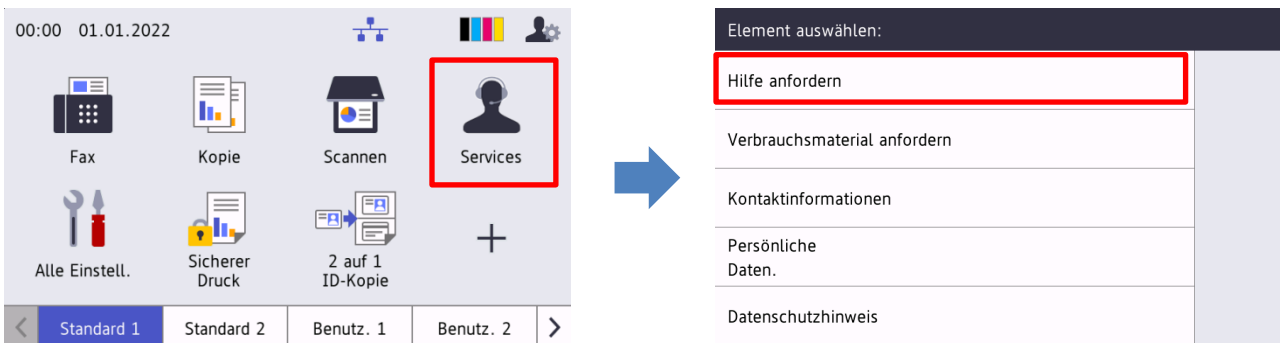 00:00 01.01.2022
Fax
Kopie
Scannen
Services
Alle Einstell.
Sicherer
Druck
2 auf 1
ID-Kopie
Standard 1
Standard 2
Benutz. 1
Benutz. 2
Element auswählen:
Hilfe anfordern
Verbrauchsmaterial anfordern
Kontaktinformationen
Persönliche
Daten.
Datenschutzhinweis